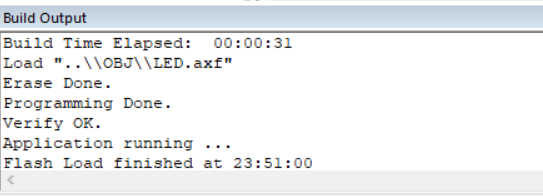 Build Output
Build Time Elapsed:  00:00:31
Load "..\\OBJ\\LED.axf"
Erase Done.
Programming Done.
Verify OK.
Application running ...
Flash Load finished at 23:51:00